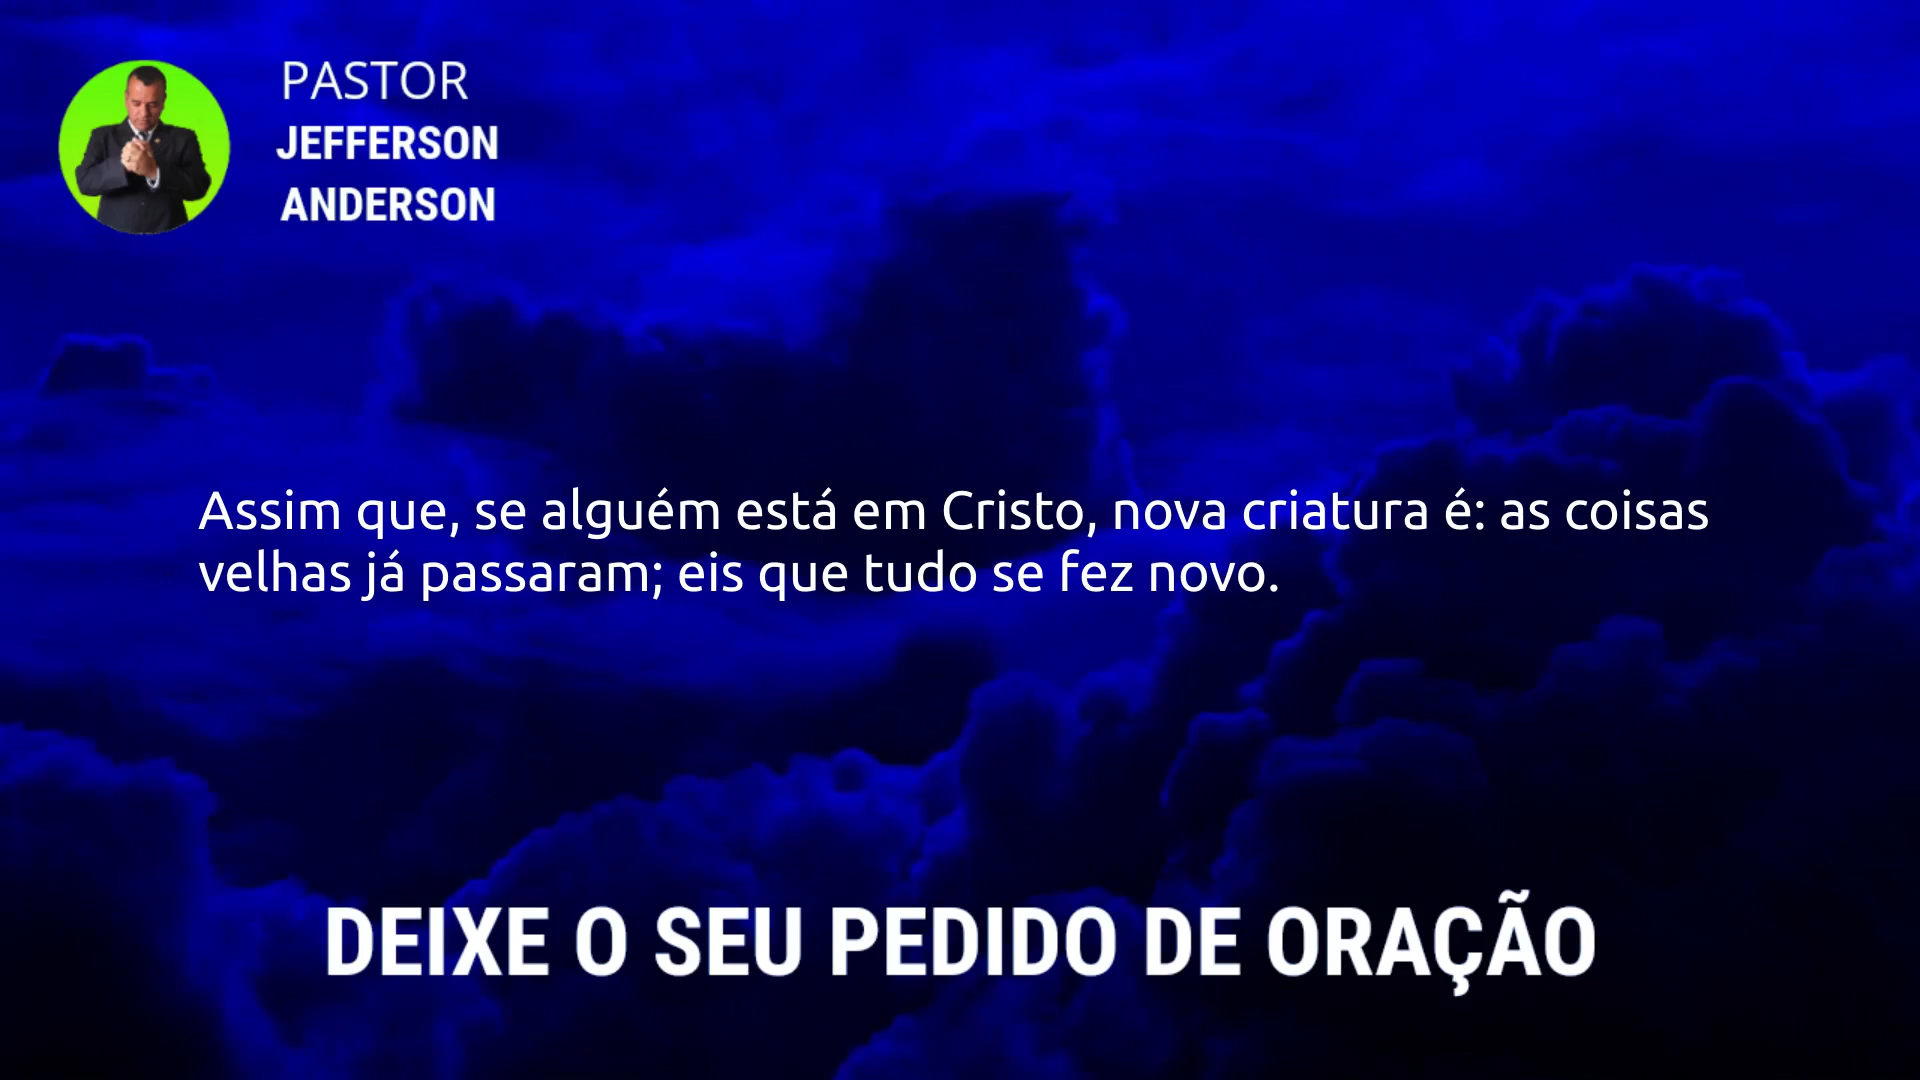 PASTOR
JEFFERSON
ANDERSON
Assim que, se alguém está em Cristo, nova criatura é: as coisas
velhas já passaram; eis que tudo se fez novo.
DEIXE O SEU PEDIDO DE ORAÇÃO